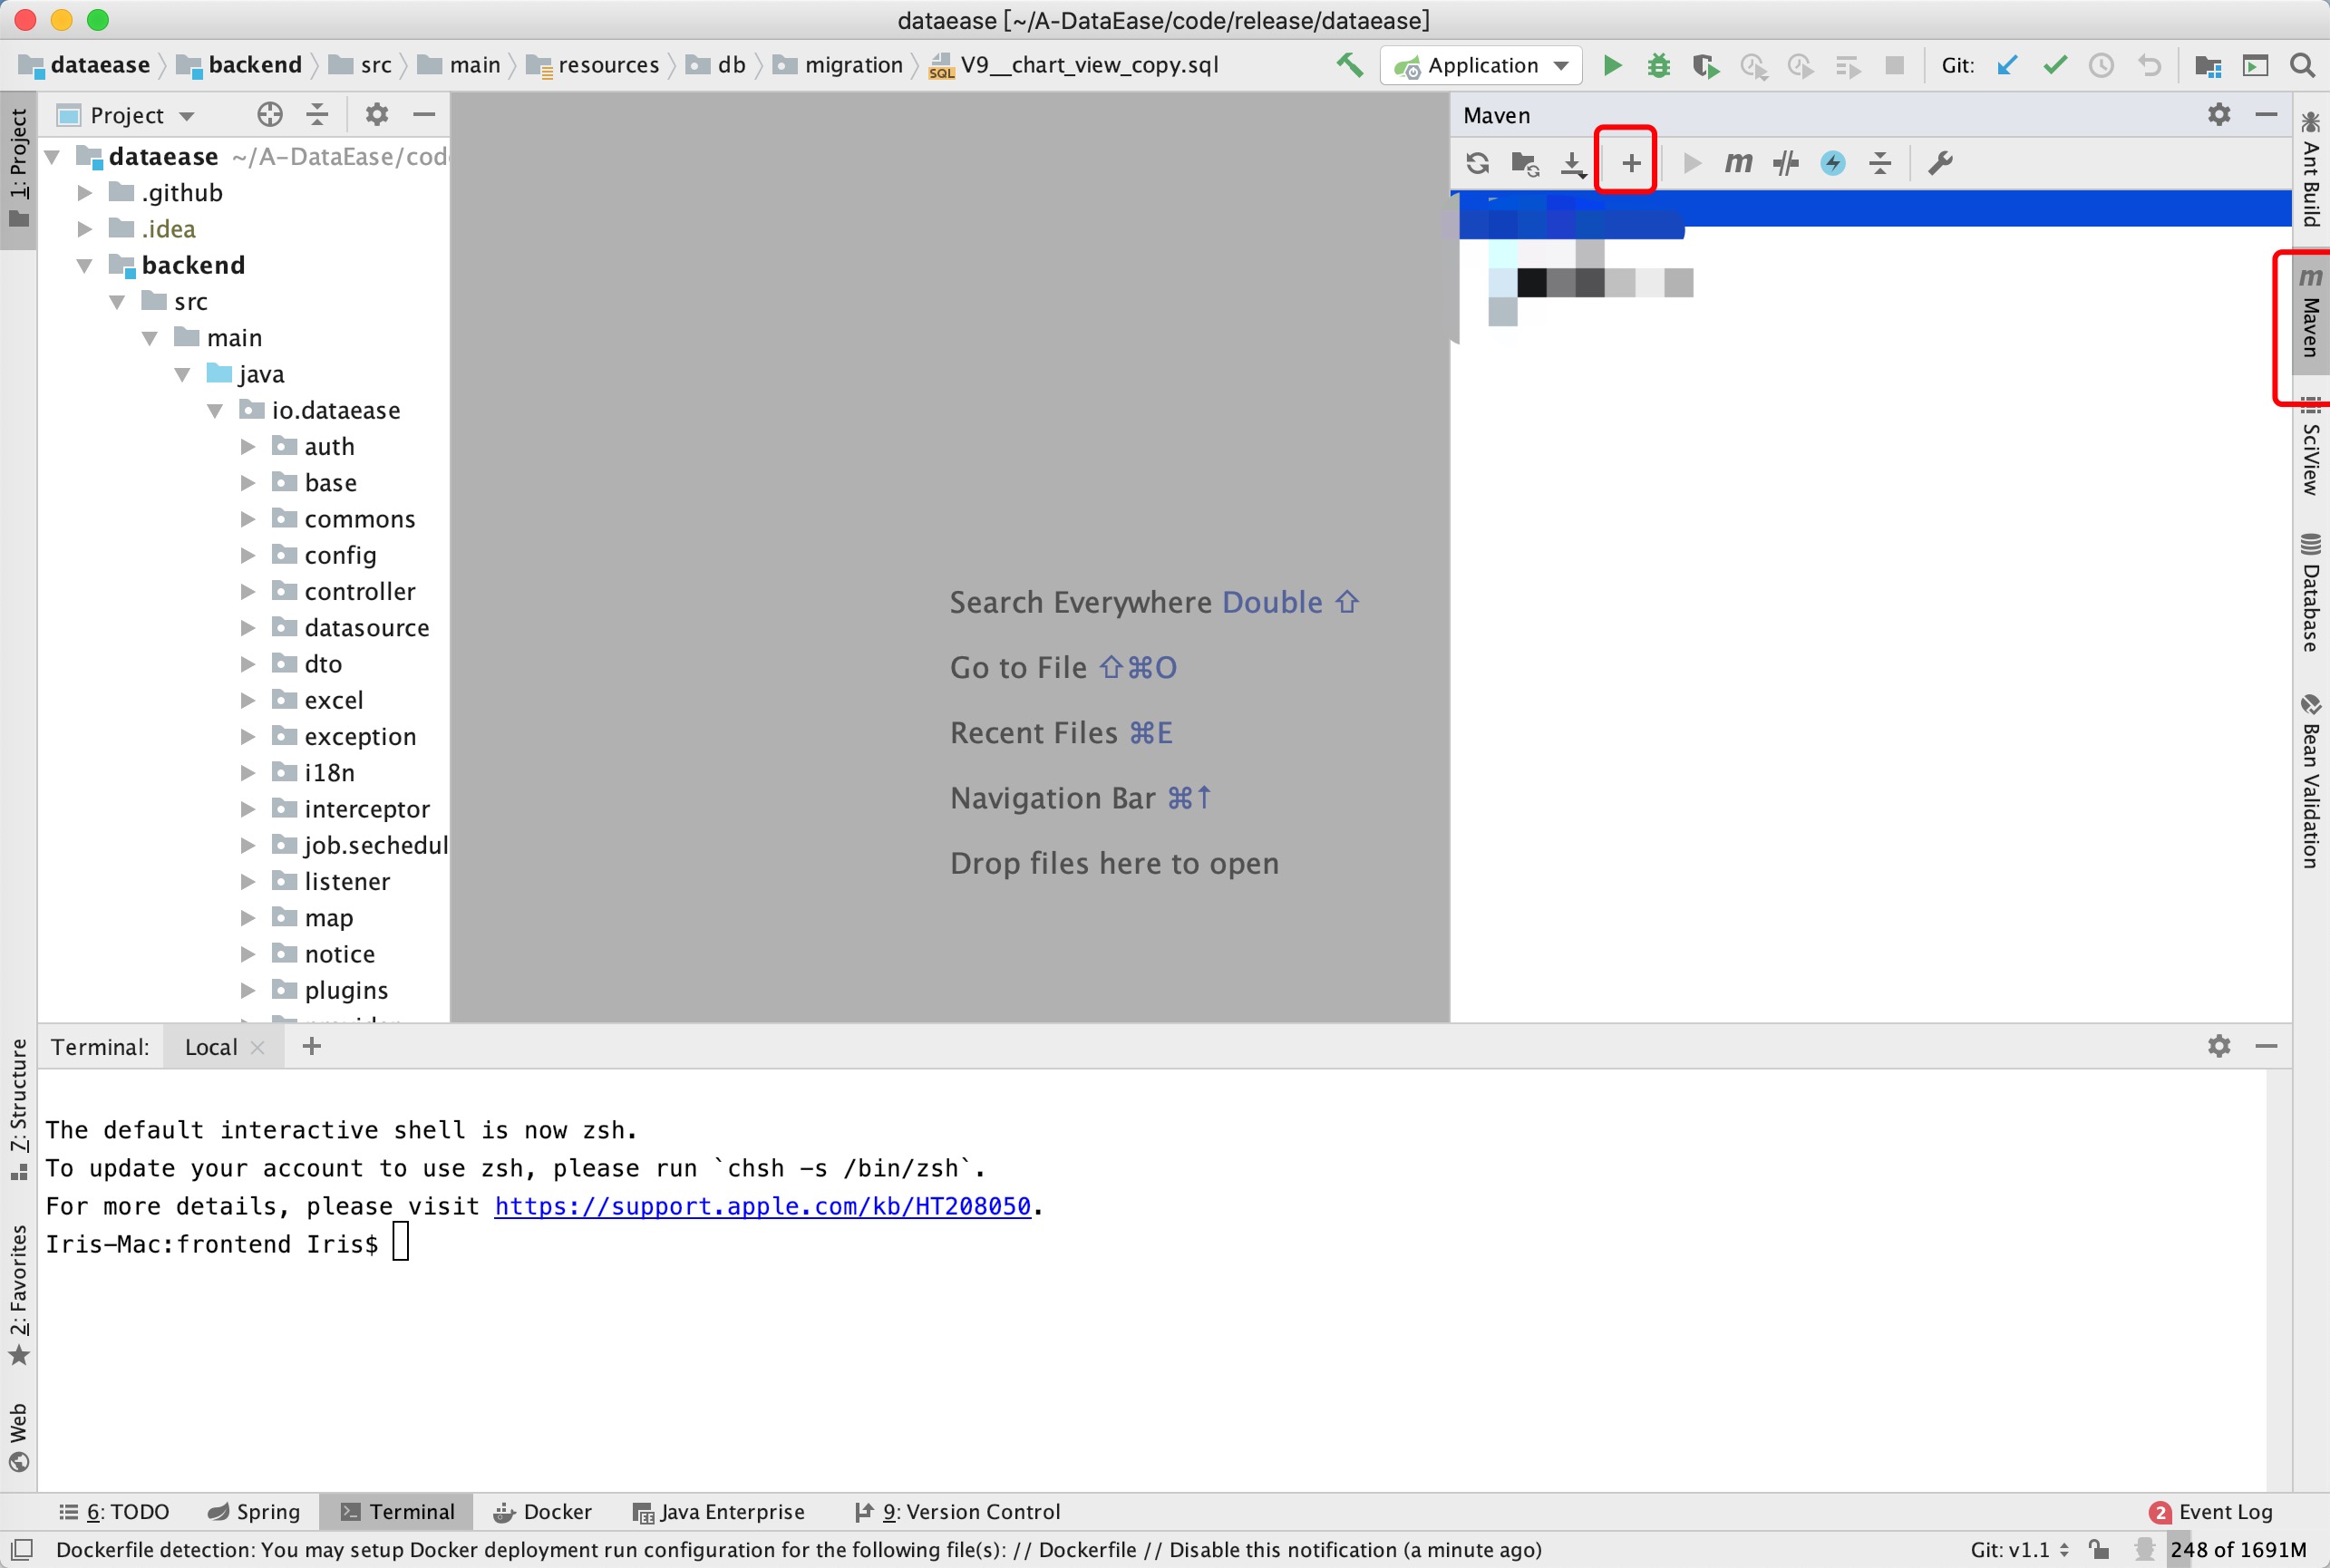 dataease [~/A-DataEase/code/release/dataease]
dataease backend src main resources db migration V9__chart_view_copy.sql Application Git:
Project
Maven
dataease ~/A-DataEase/cod
.github
.idea
backend
src
main
java
io.dataease
auth
base
commons
config
controller
datasource
dto
excel
exception
i18n
interceptor
job.sechedul
listener
map
notice
plugins
Search Everywhere Double ⇧
Go to File ⇧⌘O
Recent Files ⌘E
Navigation Bar ⌘↑
Drop files here to open
1: Project
7: Structure
2: Favorites
Web
Ant Build
m Maven
SciView
Database
Bean Validation
Terminal: Local
The default interactive shell is now zsh.
To update your account to use zsh, please run `chsh -s /bin/zsh`.
For more details, please visit https://support.apple.com/kb/HT208050.
Iris-Mac:frontend Iris$
6: TODO Spring Terminal Docker Java Enterprise 9: Version Control 2 Event Log
Dockerfile detection: You may setup Docker deployment run configuration for the following file(s): // Dockerfile // Disable this notification (a minute ago) Git: v1.1 248 of 1691M